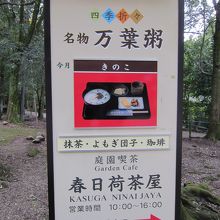 四季折々
名物 万葉粥
今月
きのこ
抹茶・よもぎ団子・珈琲
庭園喫茶
Garden Cafe
春日荷茶屋
KASUGA NINAIJAYA
営業時間 10:00〜16:00